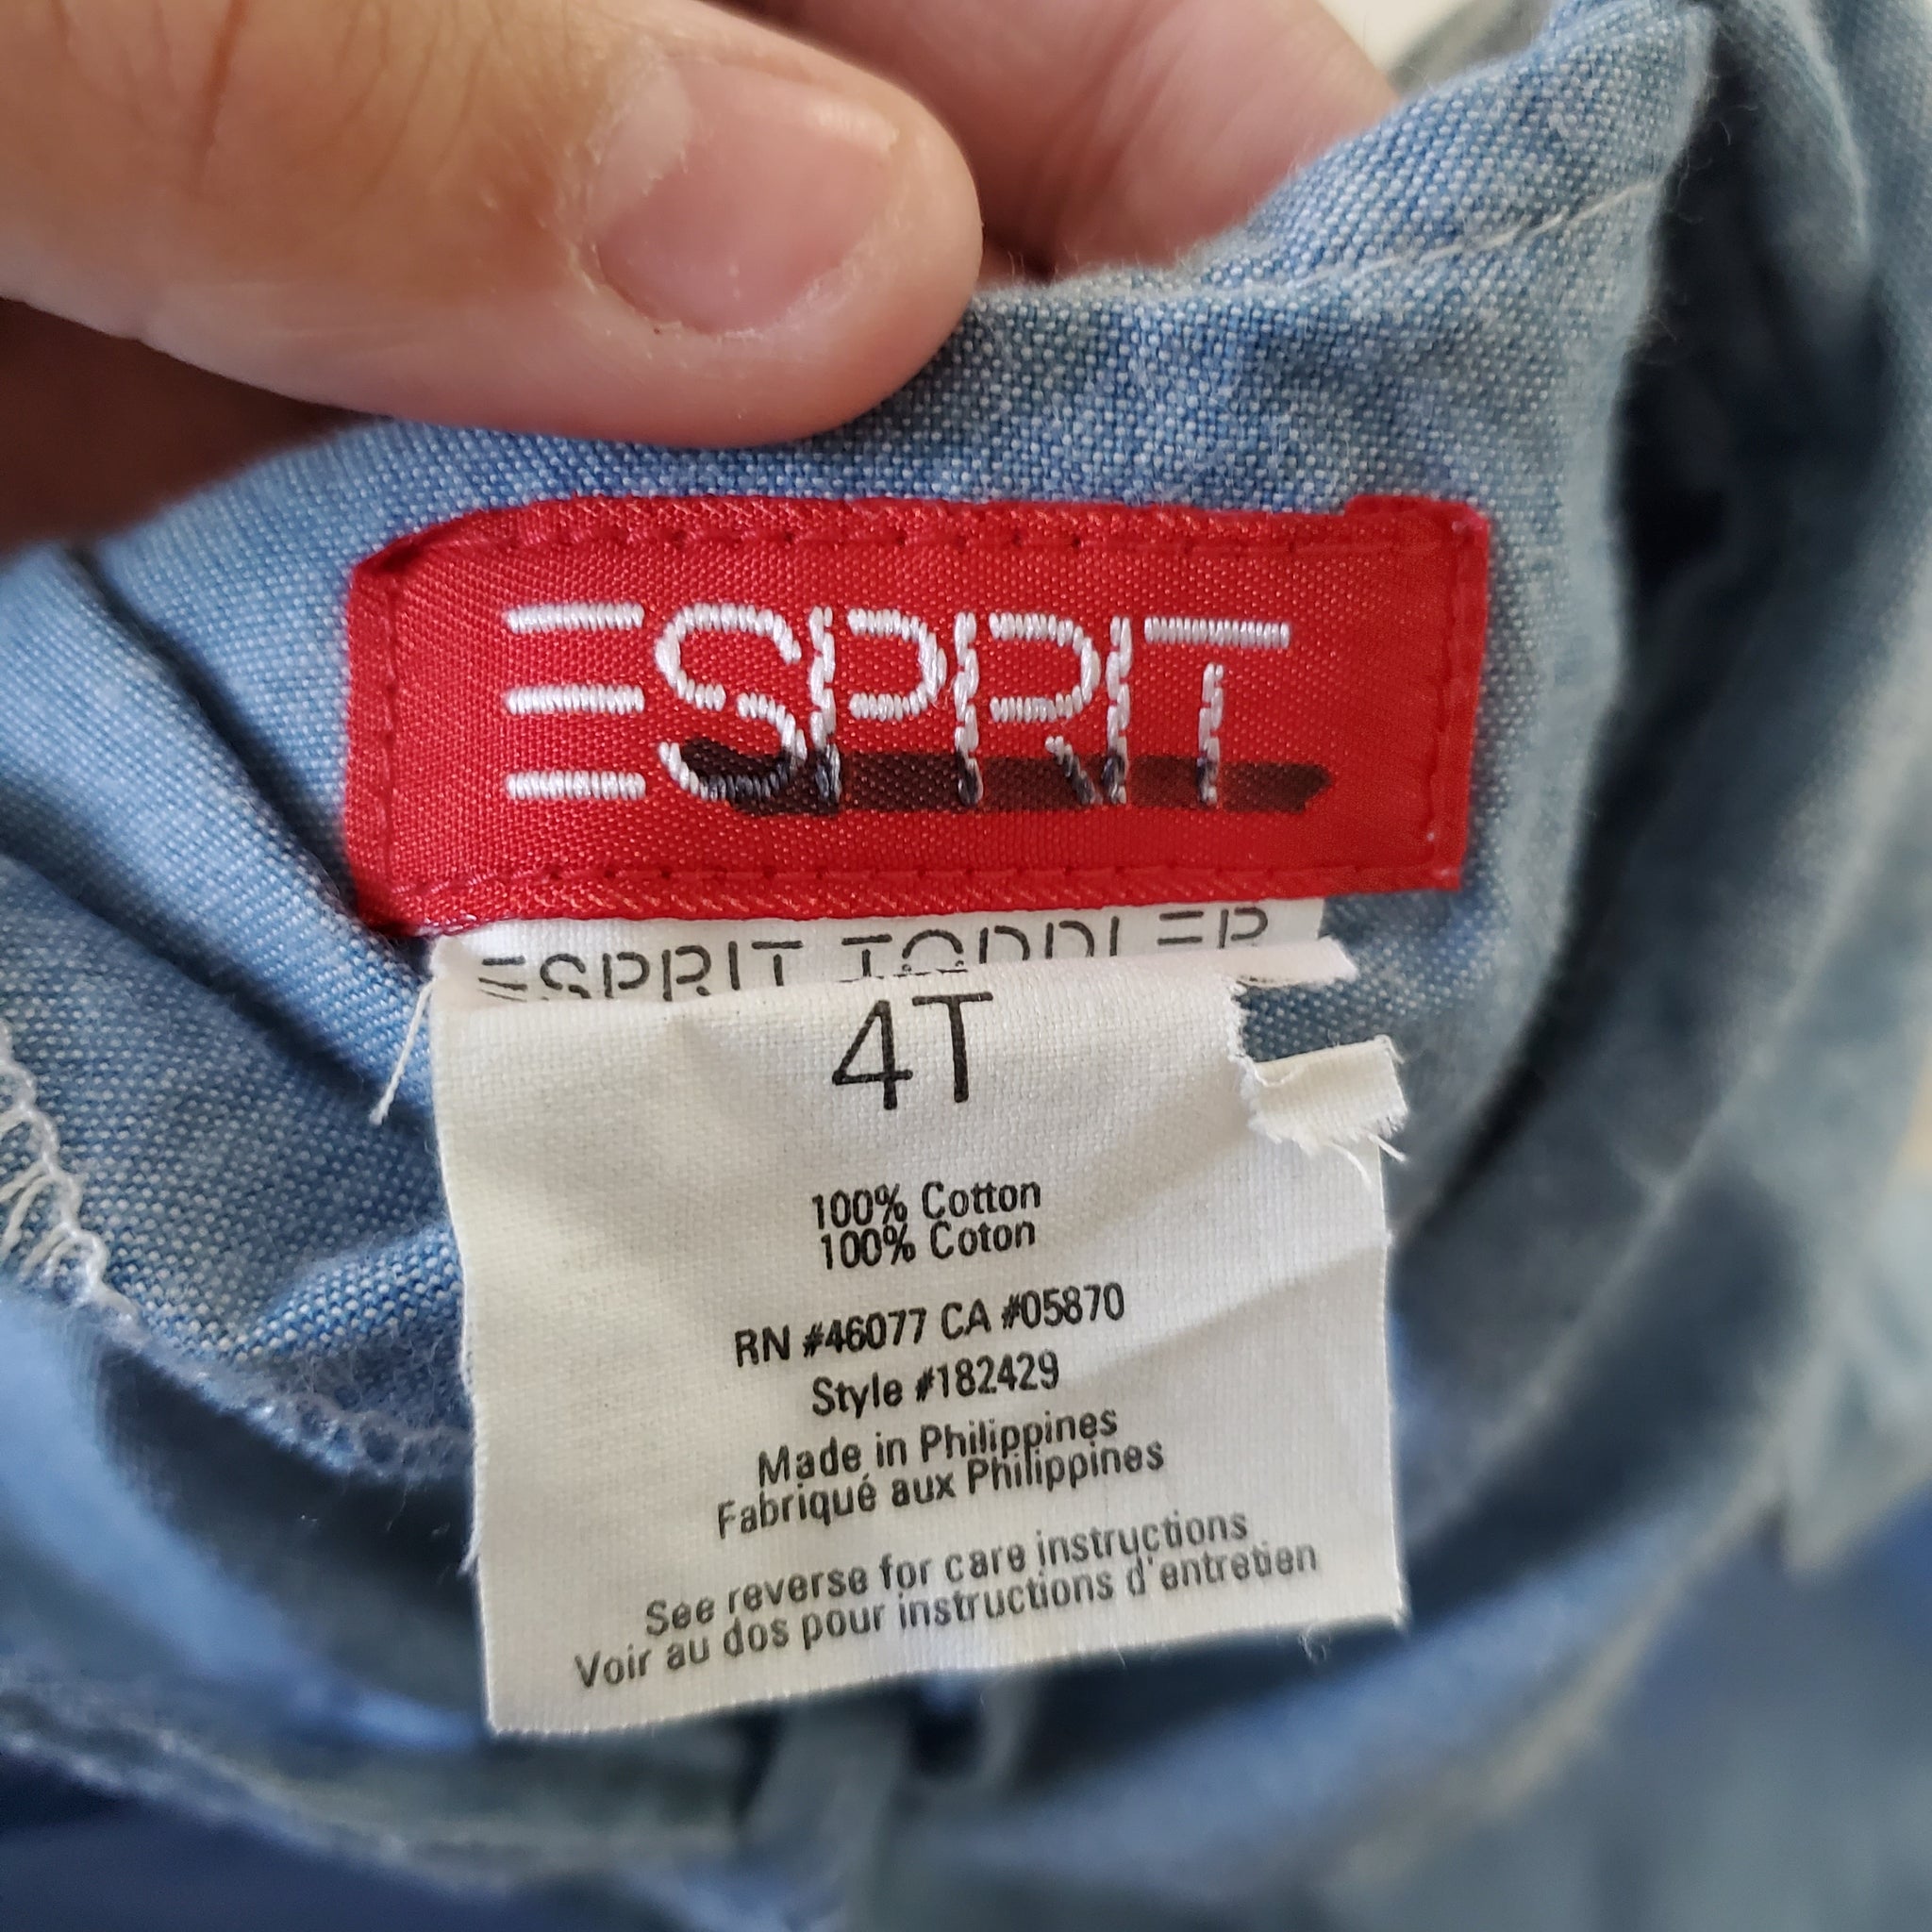 ESPRIT
ESPRIT TODDLER
4T
100% Cotton
100% Coton
RN #46077 CA #05870
Style #182429
Made in Philippines
Fabriqué aux Philippines
See reverse for care instructions
Voir au dos pour instructions d'entretien